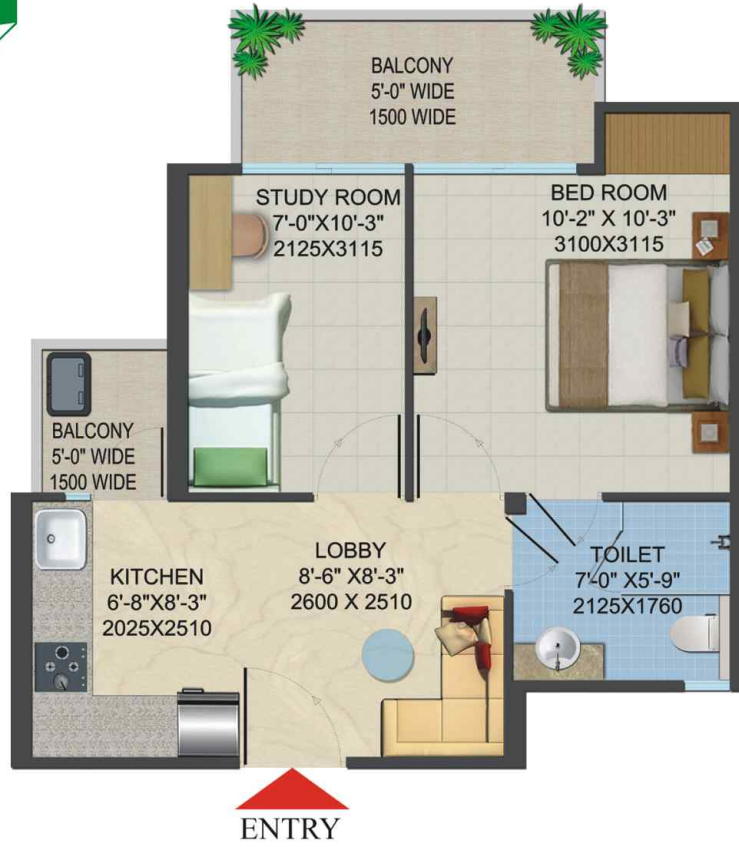 BALCONY
5'-0" WIDE
1500 WIDE
STUDY ROOM
7'-0"X10'-3"
2125X3115
BED ROOM
10'-2" X 10'-3"
3100X3115
BALCONY
5'-0" WIDE
1500 WIDE
KITCHEN
6'-8"X8'-3"
2025X2510
LOBBY
8'-6" X8'-3"
2600 X 2510
TOILET
7'-0" X5'-9"
2125X1760
ENTRY